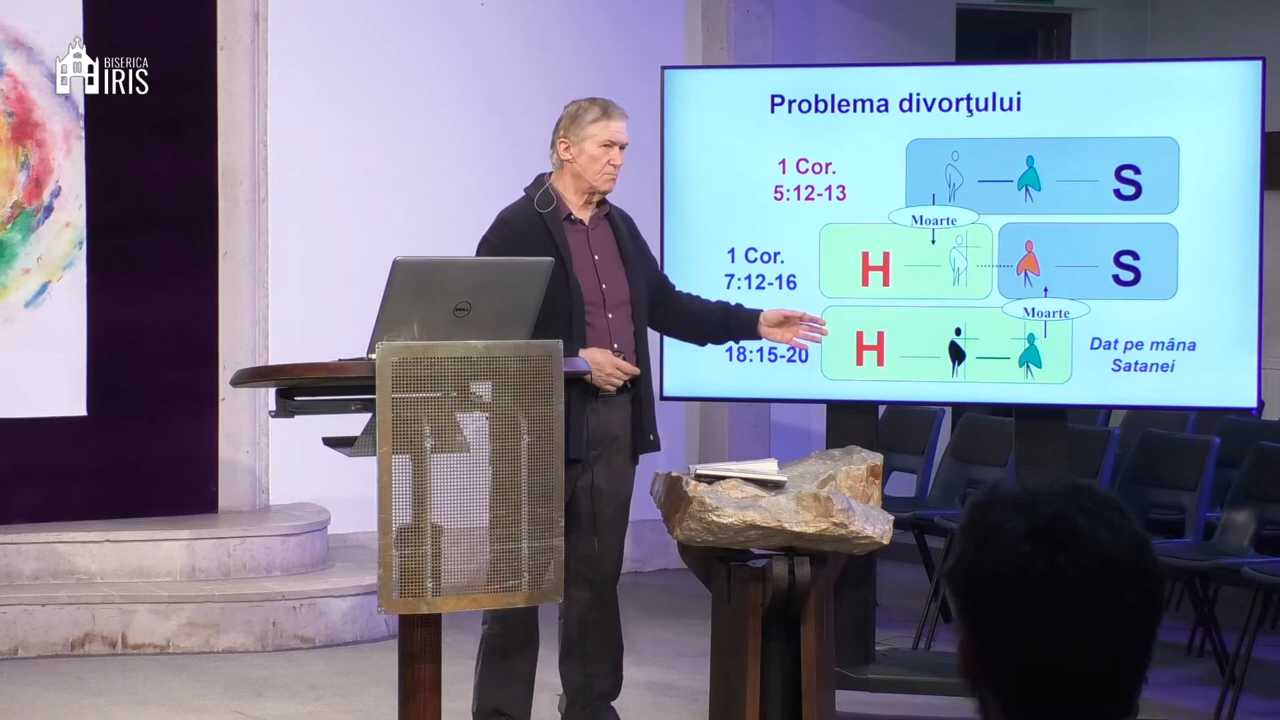 BISERICA
IRIS
Problema divorţului
1 Cor.
5:12-13
S
Moarte
1 Cor.
7:12-16
H
S
Moarte
18:15-20
H
Dat pe mâna
Satanei
DELL